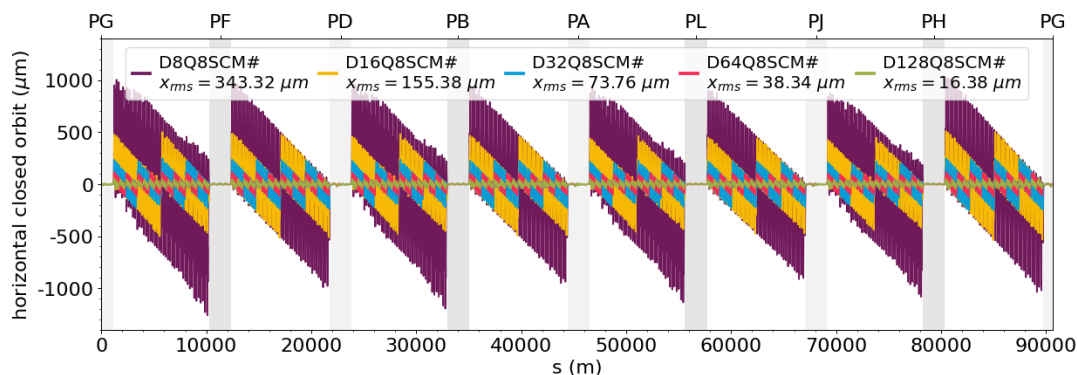 PG PF PD PB PA PL PJ PH PG
D8Q8SCM# D16Q8SCM# D32Q8SCM# D64Q8SCM# D128Q8SCM#
x_rms = 343.32 μm x_rms = 155.38 μm x_rms = 73.76 μm x_rms = 38.34 μm x_rms = 16.38 μm
horizontal closed orbit (μm)
1000
500
0
-500
-1000
0 10000 20000 30000 40000 50000 60000 70000 80000 90000
s (m)